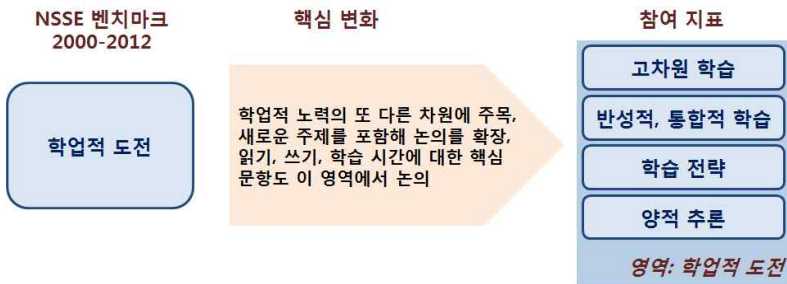 NSSE 벤치마크
2000-2012
핵심 변화
참여 지표
학업적 도전
학업적 노력의 또 다른 차원에 주목,
새로운 주제를 포함해 논의를 확장,
읽기, 쓰기, 학습 시간에 대한 핵심
문항도 이 영역에서 논의
고차원 학습
반성적, 통합적 학습
학습 전략
양적 추론
영역: 학업적 도전